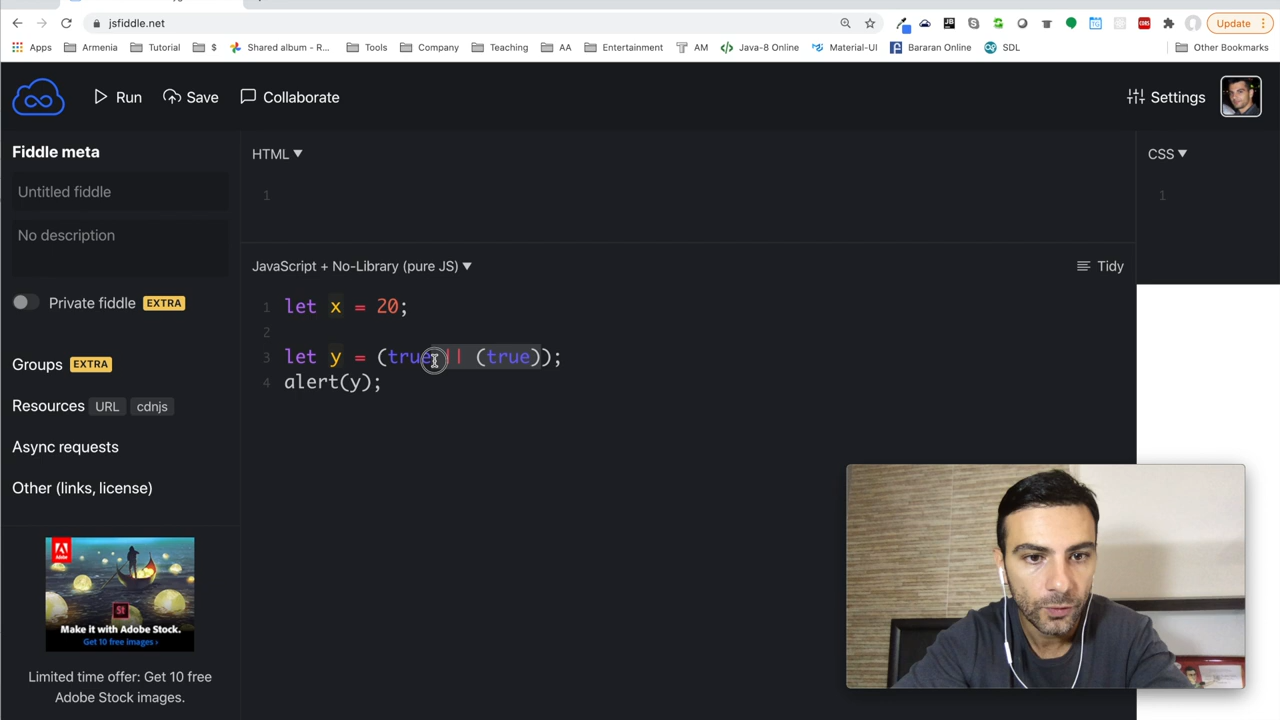 jsfiddle.net
Update
Apps Armenia Tutorial $ Shared album - R... Tools Company Teaching AA Entertainment AM Java-8 Online Material-UI Bararan Online SDL Other Bookmarks
Run Save Collaborate Settings
Fiddle meta
Untitled fiddle
No description
Private fiddle EXTRA
Groups EXTRA
Resources URL cdnjs
Async requests
Other (links, license)
Make it with Adobe Stock.
Get 10 free images ›
Limited time offer: Get 10 free
Adobe Stock images.
HTML ▼
1
CSS ▼
1
JavaScript + No-Library (pure JS) ▼
Tidy
1 let x = 20;
2
3 let y = (true || (true));
4 alert(y);